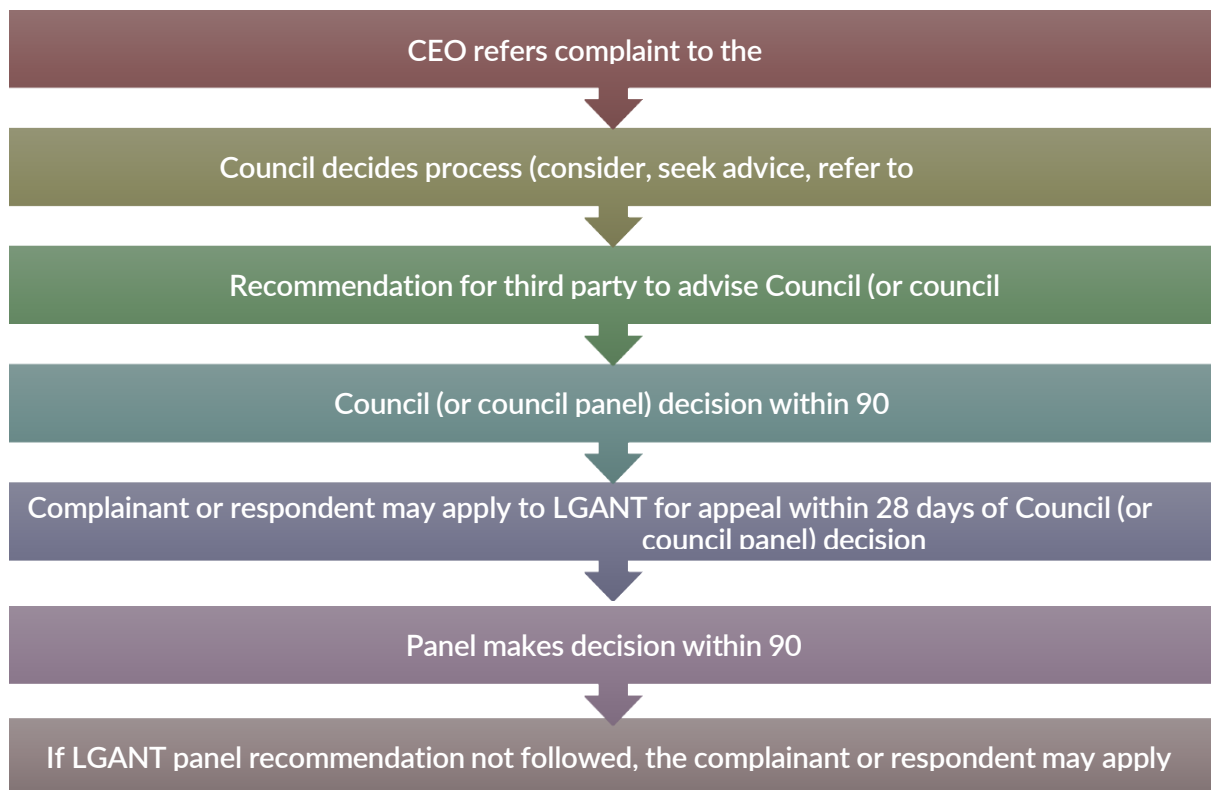 CEO refers complaint to the
Council decides process (consider, seek advice, refer to
Recommendation for third party to advise Council (or council
Council (or council panel) decision within 90
Complainant or respondent may apply to LGANT for appeal within 28 days of Council (or
council panel) decision
Panel makes decision within 90
If LGANT panel recommendation not followed, the complainant or respondent may apply